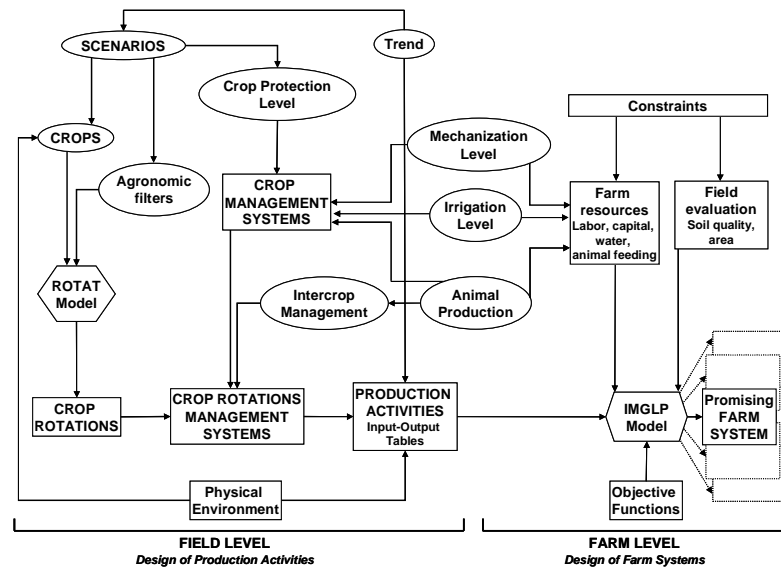 SCENARIOS
Trend
Crop Protection
Level
Constraints
CROPS
Mechanization
Level
Agronomic
filters
CROP
MANAGEMENT
SYSTEMS
Irrigation
Level
Farm
resources
Labor, capital,
water,
animal feeding
Field
evaluation
Soil quality,
area
ROTAT
Model
Intercrop
Management
Animal
Production
CROP
ROTATIONS
CROP ROTATIONS
MANAGEMENT
SYSTEMS
PRODUCTION
ACTIVITIES
Input-Output
Tables
IMGLP
Model
Promising
FARM
SYSTEM
Physical
Environment
Objective
Functions
FIELD LEVEL
Design of Production Activities
FARM LEVEL
Design of Farm Systems